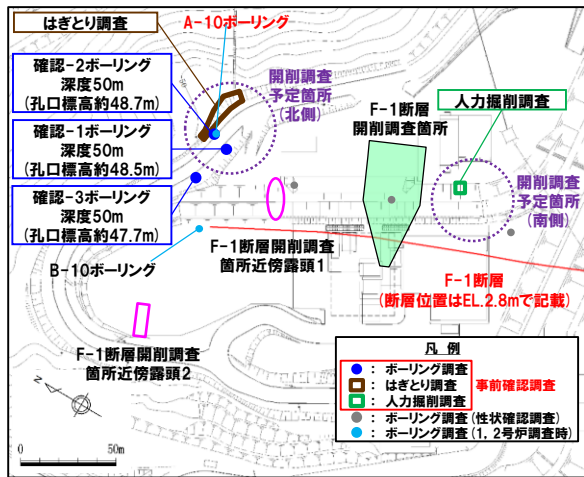 はぎとり調査
A-10ボーリング
確認-2ボーリング
深度50m
(孔口標高約48.7m)
確認-1ボーリング
深度50m
(孔口標高約48.5m)
確認-3ボーリング
深度50m
(孔口標高約47.7m)
B-10ボーリング
開削調査
予定箇所
(北側)
F-1断層
開削調査箇所
人力掘削調査
開削調査
予定箇所
(南側)
F-1断層開削調査
箇所近傍露頭1
F-1断層
(断層位置はEL.2.8mで記載)
F-1断層開削調査
箇所近傍露頭2
凡 例
: ボーリング調査
: はぎとり調査
: 人力掘削調査
事前確認調査
: ボーリング調査(性状確認調査)
: ボーリング調査(1, 2号炉調査時)
N
0 50m